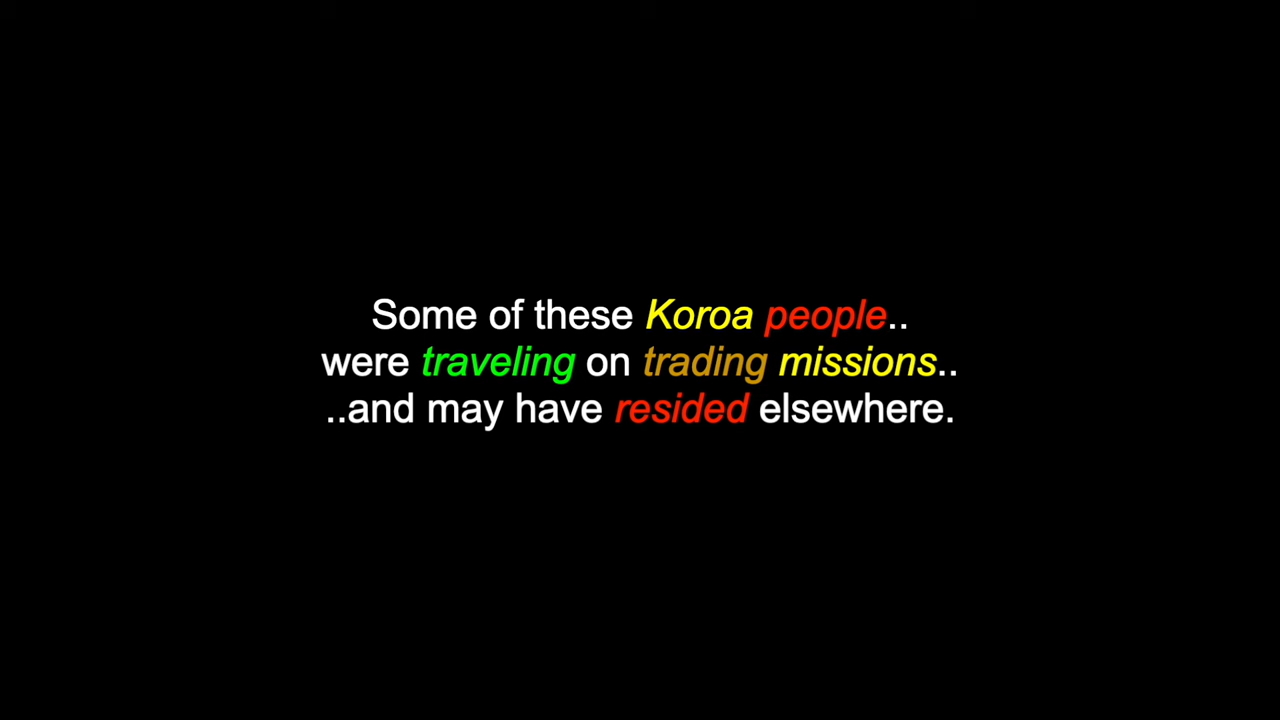 Some of these Koroa people..
were traveling on trading missions..
..and may have resided elsewhere.